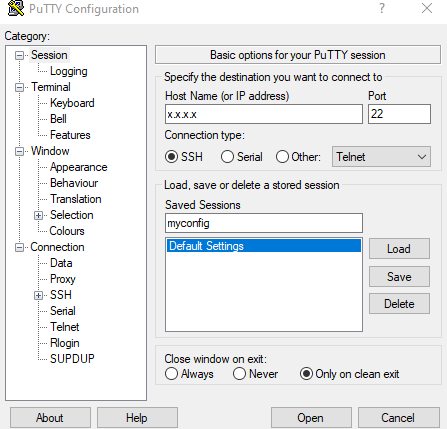 PuTTY Configuration
? ×
Category:
Session
Logging
Terminal
Keyboard
Bell
Features
Window
Appearance
Behaviour
Translation
Selection
Colours
Connection
Data
Proxy
SSH
Serial
Telnet
Rlogin
SUPDUP
Basic options for your PuTTY session
Specify the destination you want to connect to
Host Name (or IP address) Port
x.x.x.x 22
Connection type:
SSH Serial Other: Telnet
Load, save or delete a stored session
Saved Sessions
myconfig
Default Settings
Load
Save
Delete
Close window on exit:
Always Never Only on clean exit
About Help Open Cancel